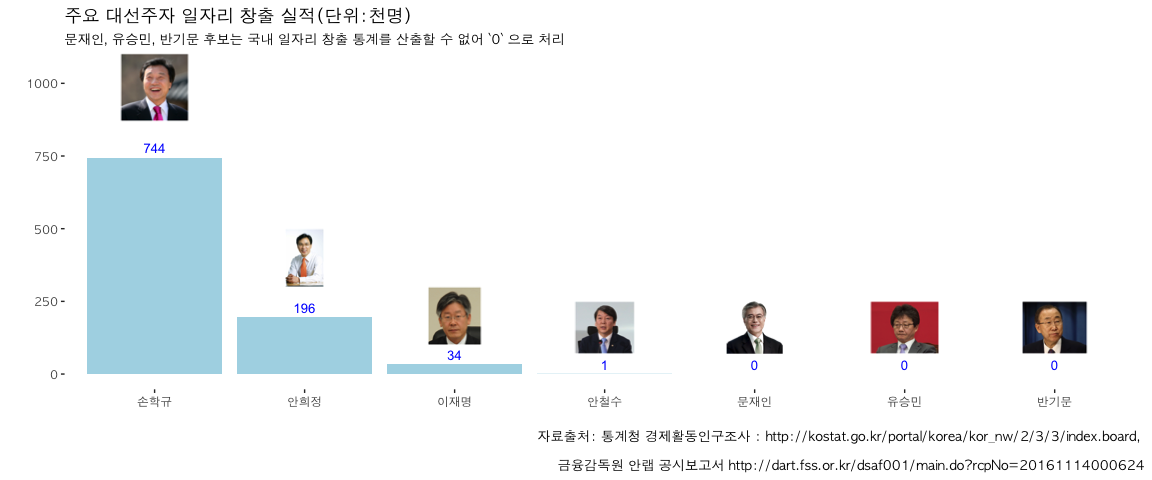 주요 대선주자 일자리 창출 실적(단위:천명)
문재인, 유승민, 반기문 후보는 국내 일자리 창출 통계를 산출할 수 없어 `0` 으로 처리
1000
750
500
250
0
744
196
34
1
0
0
0
손학규
안희정
이재명
안철수
문재인
유승민
반기문
자료출처: 통계청 경제활동인구조사 : http://kostat.go.kr/portal/korea/kor_nw/2/3/3/index.board,
금융감독원 안랩 공시보고서 http://dart.fss.or.kr/dsaf001/main.do?rcpNo=20161114000624